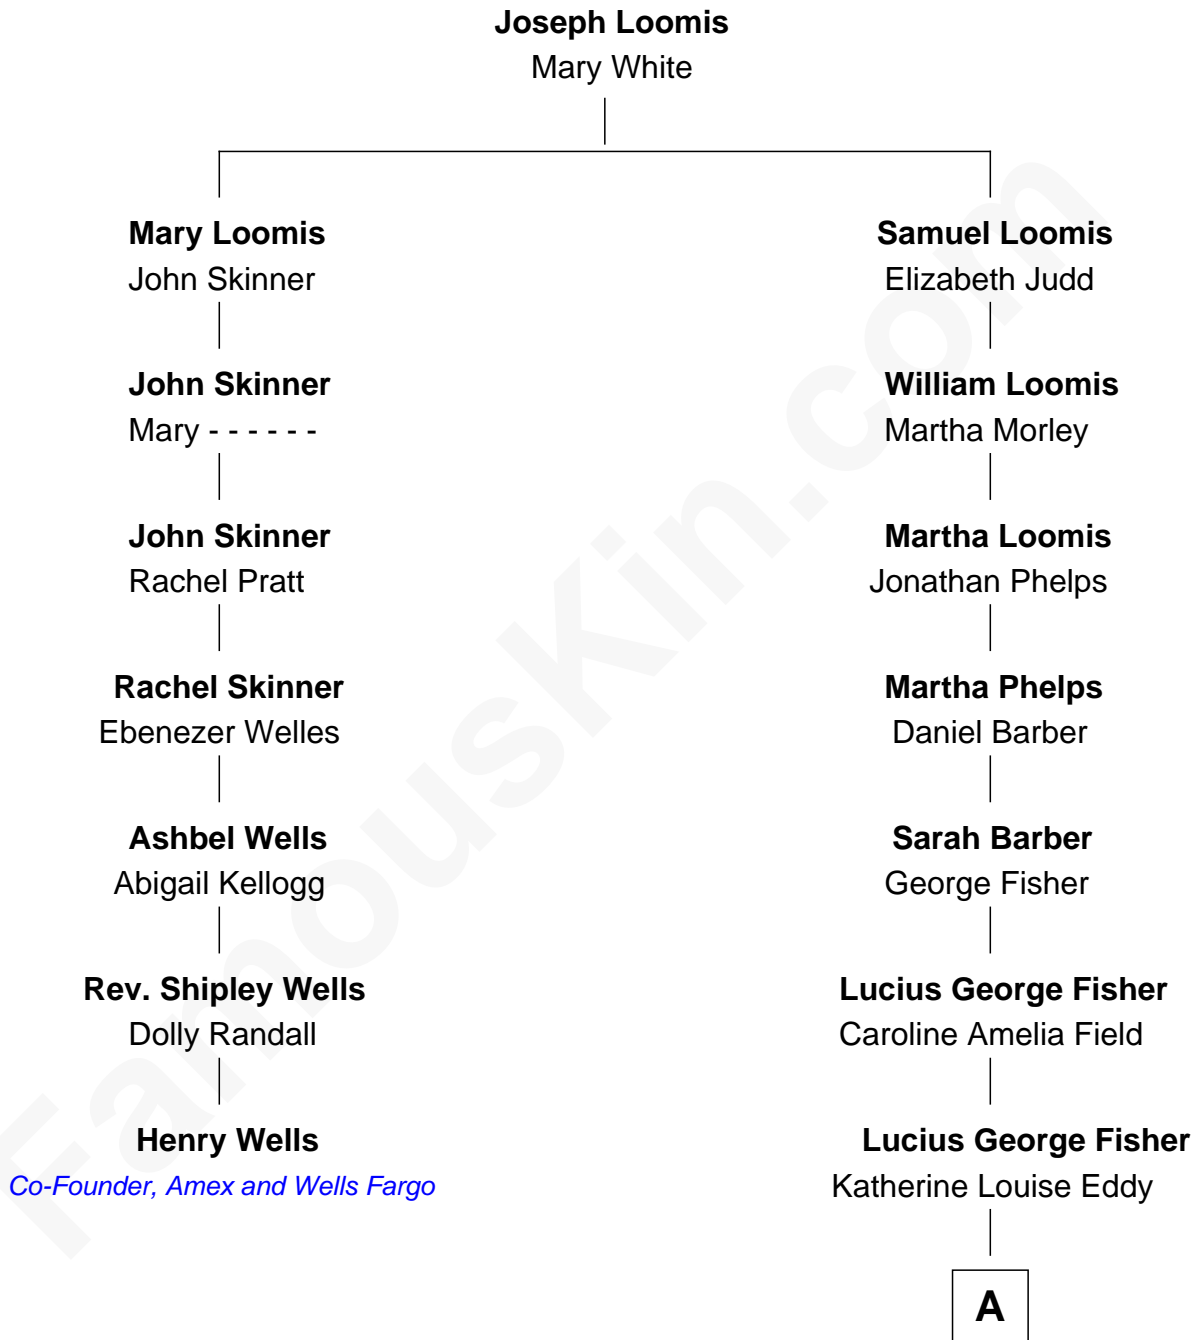 Joseph Loomis
Mary White
Mary Loomis
John Skinner
John Skinner
Mary - - - - - -
John Skinner
Rachel Pratt
Rachel Skinner
Ebenezer Welles
Ashbel Wells
Abigail Kellogg
Rev. Shipley Wells
Dolly Randall
Henry Wells
Co-Founder, Amex and Wells Fargo
Samuel Loomis
Elizabeth Judd
William Loomis
Martha Morley
Martha Loomis
Jonathan Phelps
Martha Phelps
Daniel Barber
Sarah Barber
George Fisher
Lucius George Fisher
Caroline Amelia Field
Lucius George Fisher
Katherine Louise Eddy
A
FamousKin.com